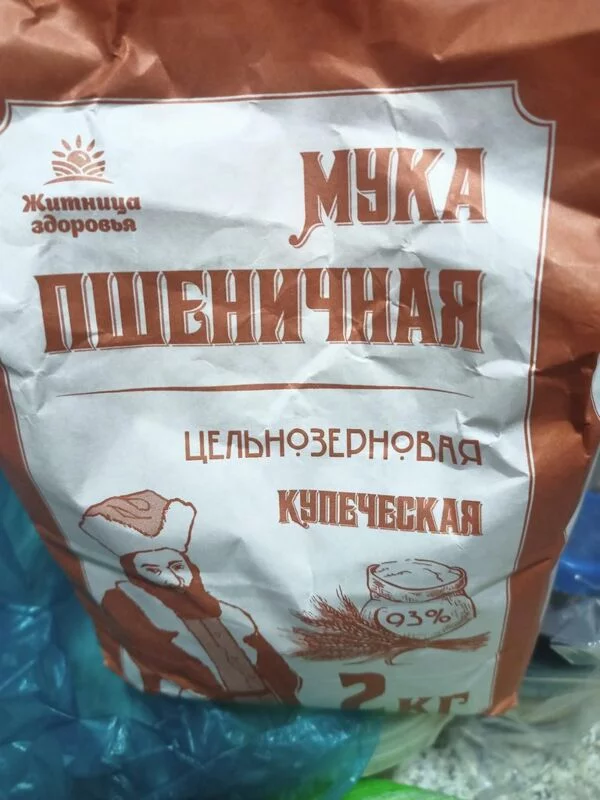 Житница
здоровья
МУКА
ПШЕНИЧНАЯ
ЦЕЛЬНОЗЕРНОВАЯ
КУПЕЧЕСКАЯ
93%
2 кг